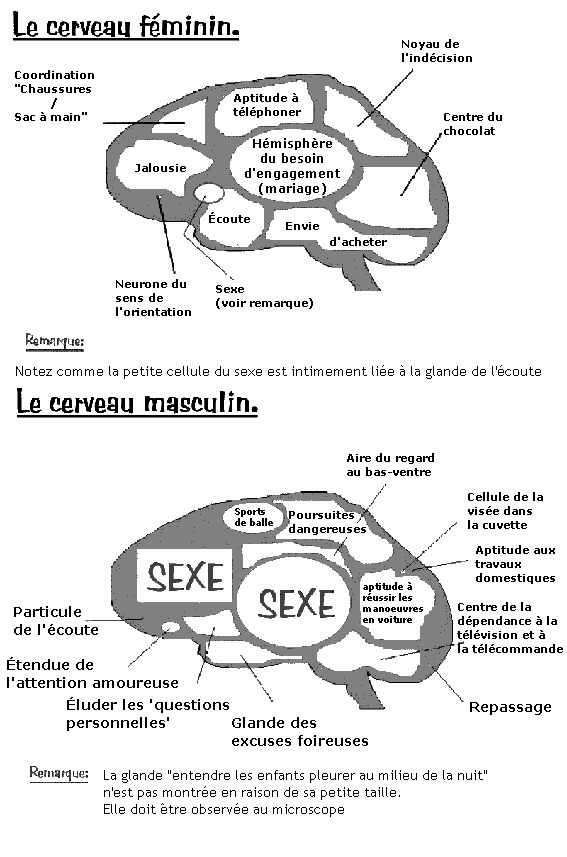 Le cerveau féminin.
Noyau de
l'indécision
Coordination
"Chaussures
/
Sac à main"
Aptitude à
téléphoner
Centre du
chocolat
Hémisphère
du besoin
d'engagement
(mariage)
Jalousie
Écoute
Envie
d'acheter
Neurone du
sens de
l'orientation
Sexe
(voir remarque)
Remarque:
Notez comme la petite cellule du sexe est intimement liée à la glande de l'écoute
Le cerveau masculin.
Aire du regard
au bas-ventre
Cellule de la
visée dans
la cuvette
Sports
de balle
Poursuites
dangereuses
Aptitude aux
travaux
domestiques
SEXE
SEXE
aptitude à
réussir les
manoeuvres
en voiture
Particule
de l'écoute
Centre de la
dépendance à la
télévision et à
la télécommande
Étendue de
l'attention amoureuse
Éluder les 'questions
personnelles'
Glande des
excuses foireuses
Repassage
Remarque:
La glande "entendre les enfants pleurer au milieu de la nuit"
n'est pas montrée en raison de sa petite taille.
Elle doit être observée au microscope